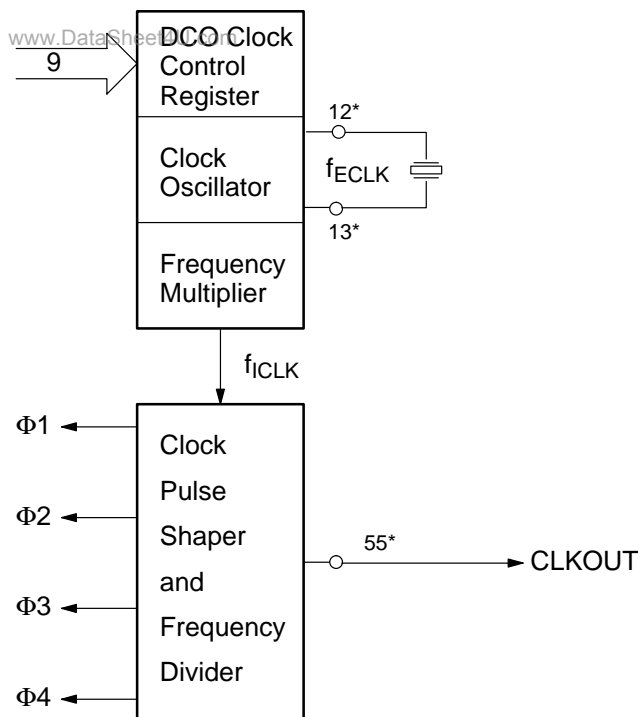 www.DataSheet4U.com
DCO Clock
Control
Register
9
12*
Clock
Oscillator
fECLK
13*
Frequency
Multiplier
fICLK
Φ1
Φ2
Φ3
Φ4
Clock
Pulse
Shaper
and
Frequency
Divider
55*
CLKOUT